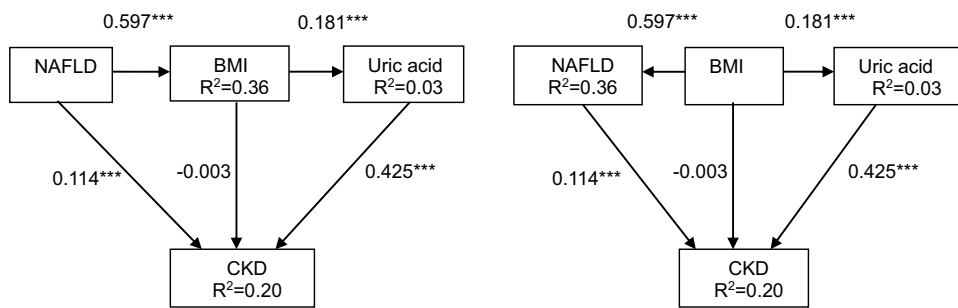 0.597*** 0.181***
NAFLD
BMI
R²=0.36
Uric acid
R²=0.03
0.114***
-0.003
0.425***
CKD
R²=0.20
0.597*** 0.181***
NAFLD
R²=0.36
BMI
Uric acid
R²=0.03
0.114***
-0.003
0.425***
CKD
R²=0.20